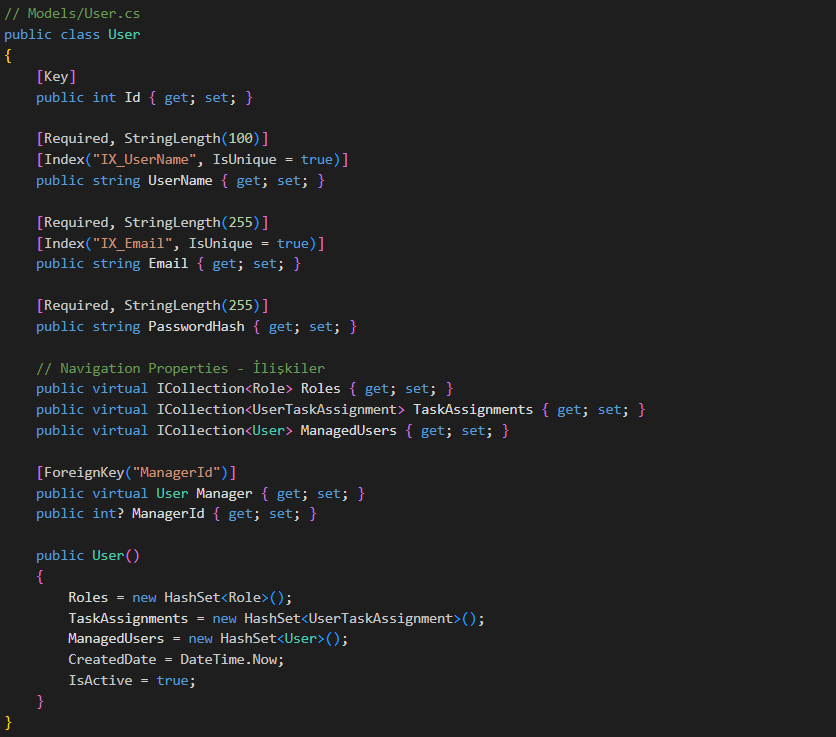 // Models/User.cs
public class User
{
    [Key]
    public int Id { get; set; }

    [Required, StringLength(100)]
    [Index("IX_UserName", IsUnique = true)]
    public string UserName { get; set; }

    [Required, StringLength(255)]
    [Index("IX_Email", IsUnique = true)]
    public string Email { get; set; }

    [Required, StringLength(255)]
    public string PasswordHash { get; set; }

    // Navigation Properties - İlişkiler
    public virtual ICollection<Role> Roles { get; set; }
    public virtual ICollection<UserTaskAssignment> TaskAssignments { get; set; }
    public virtual ICollection<User> ManagedUsers { get; set; }

    [ForeignKey("ManagerId")]
    public virtual User Manager { get; set; }
    public int? ManagerId { get; set; }

    public User()
    {
        Roles = new HashSet<Role>();
        TaskAssignments = new HashSet<UserTaskAssignment>();
        ManagedUsers = new HashSet<User>();
        CreatedDate = DateTime.Now;
        IsActive = true;
    }
}